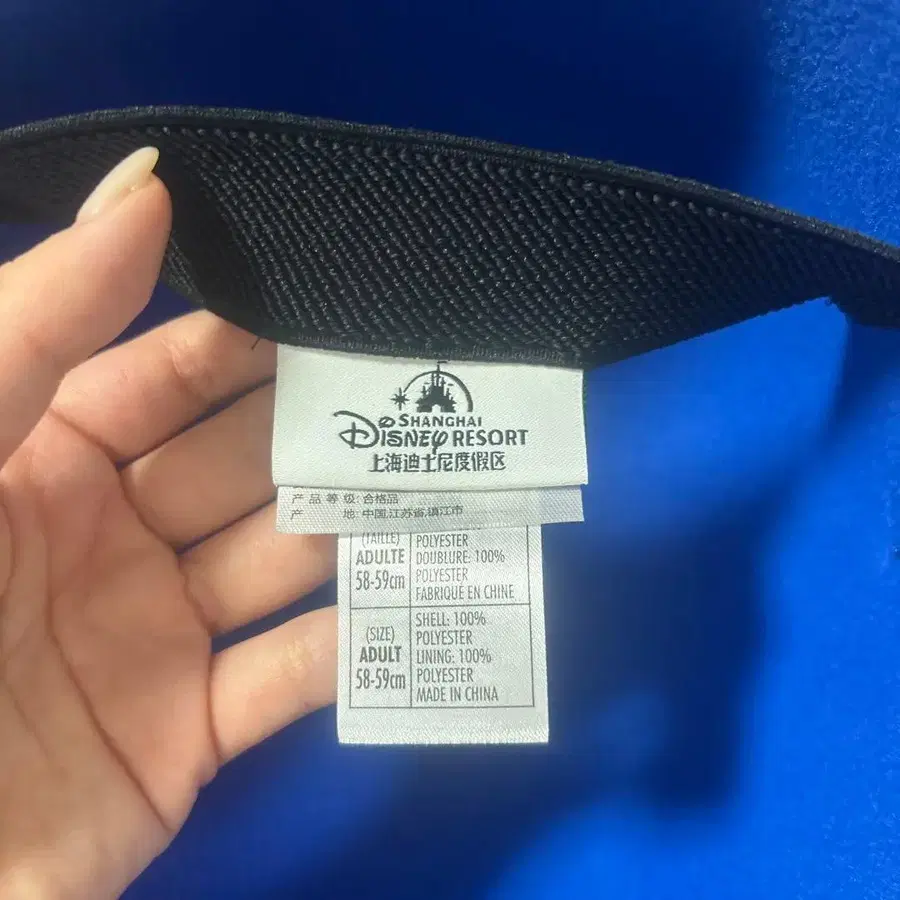 SHANGHAI
Disney RESORT
上海迪士尼度假区
产品等级:合格品
产 地:中国,江苏省,镇江市
(TAILLE)
ADULTE
58-59cm
POLYESTER
DOUBLURE: 100%
POLYESTER
FABRIQUÉ EN CHINE
(SIZE)
ADULT
58-59cm
SHELL: 100%
POLYESTER
LINING: 100%
POLYESTER
MADE IN CHINA